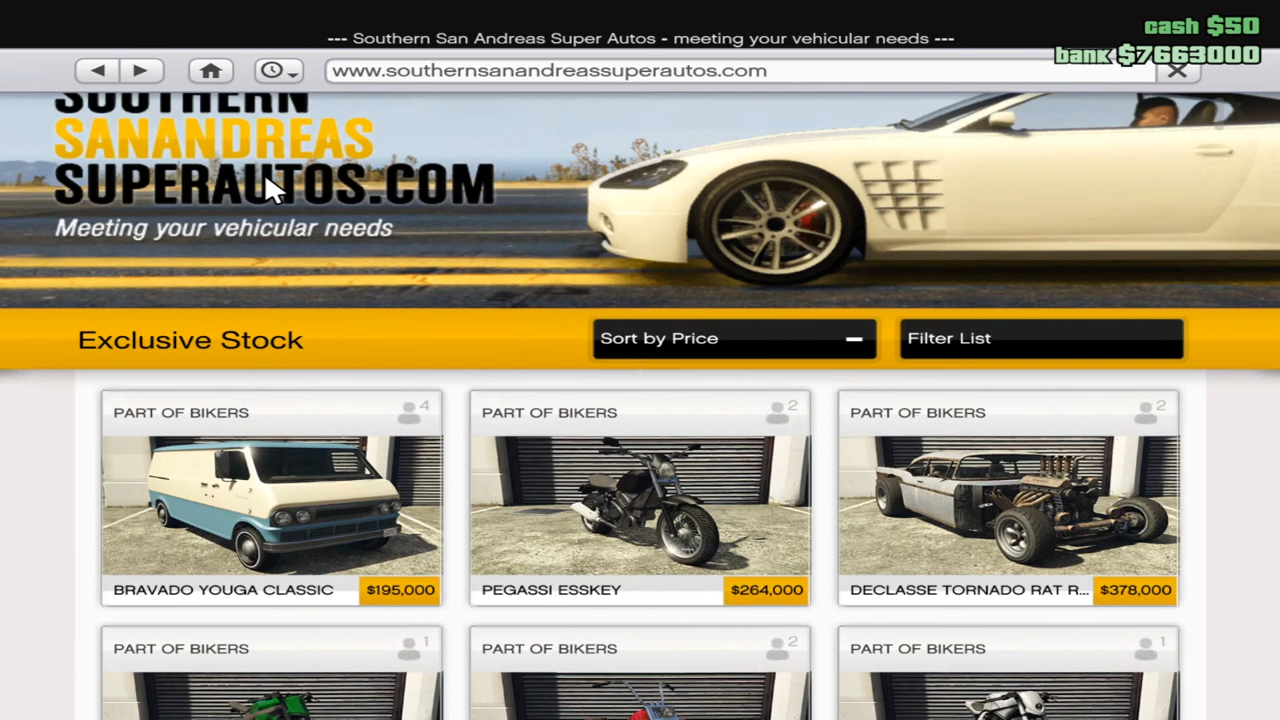 cash $50
--- Southern San Andreas Super Autos - meeting your vehicular needs ---
bank $7663000
www.southernsanandreassuperautos.com
SOUTHERN
SANANDREAS
SUPERAUTOS.COM
Meeting your vehicular needs
Exclusive Stock
Sort by Price
Filter List
PART OF BIKERS 4
PART OF BIKERS 2
PART OF BIKERS 2
BRAVADO YOUGA CLASSIC $195,000
PEGASSI ESSKEY $264,000
DECLASSE TORNADO RAT R... $378,000
PART OF BIKERS 1
PART OF BIKERS 2
PART OF BIKERS 1